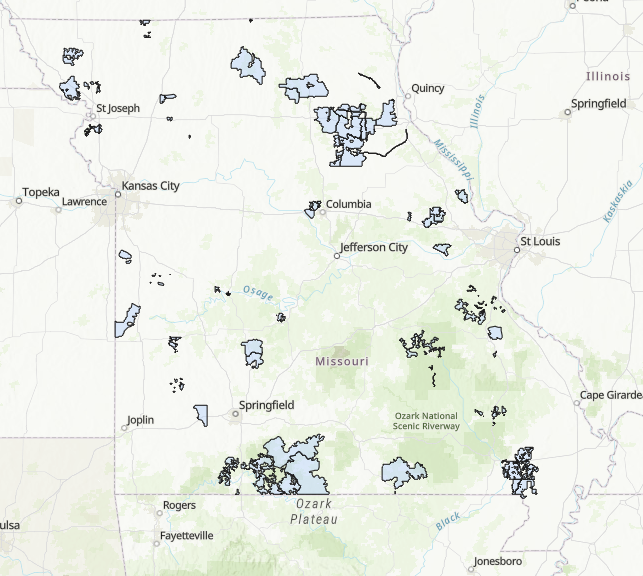 Peoria
Illinois
Quincy
Springfield
Illinois
St Joseph
Mississippi
Kaskaskia
Kansas City
Topeka
Lawrence
Columbia
St Louis
Jefferson City
Osage
Missouri
Cape Girarde
Springfield
Ozark National
Scenic Riverway
Joplin
Rogers
Ozark
Plateau
Black
ulsa
Fayetteville
Jonesboro